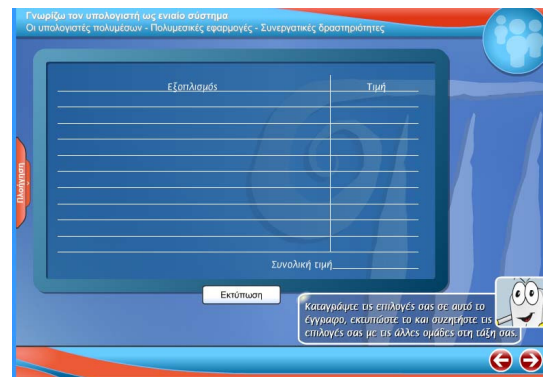 Γνωρίζω τον υπολογιστή ως ενιαίο σύστημα
Οι υπολογιστές πολυμέσων - Πολυμεσικές εφαρμογές - Συνεργατικές δραστηριότητες
Εξοπλισμός Τιμή
Πλοήγηση
Συνολική τιμή
Εκτύπωση
Καταγράψτε τις επιλογές σας σε αυτό το
έγγραφο, εκτυπώστε το και συζητήστε τις
επιλογές σας με τις άλλες ομάδες στη τάξη σας.